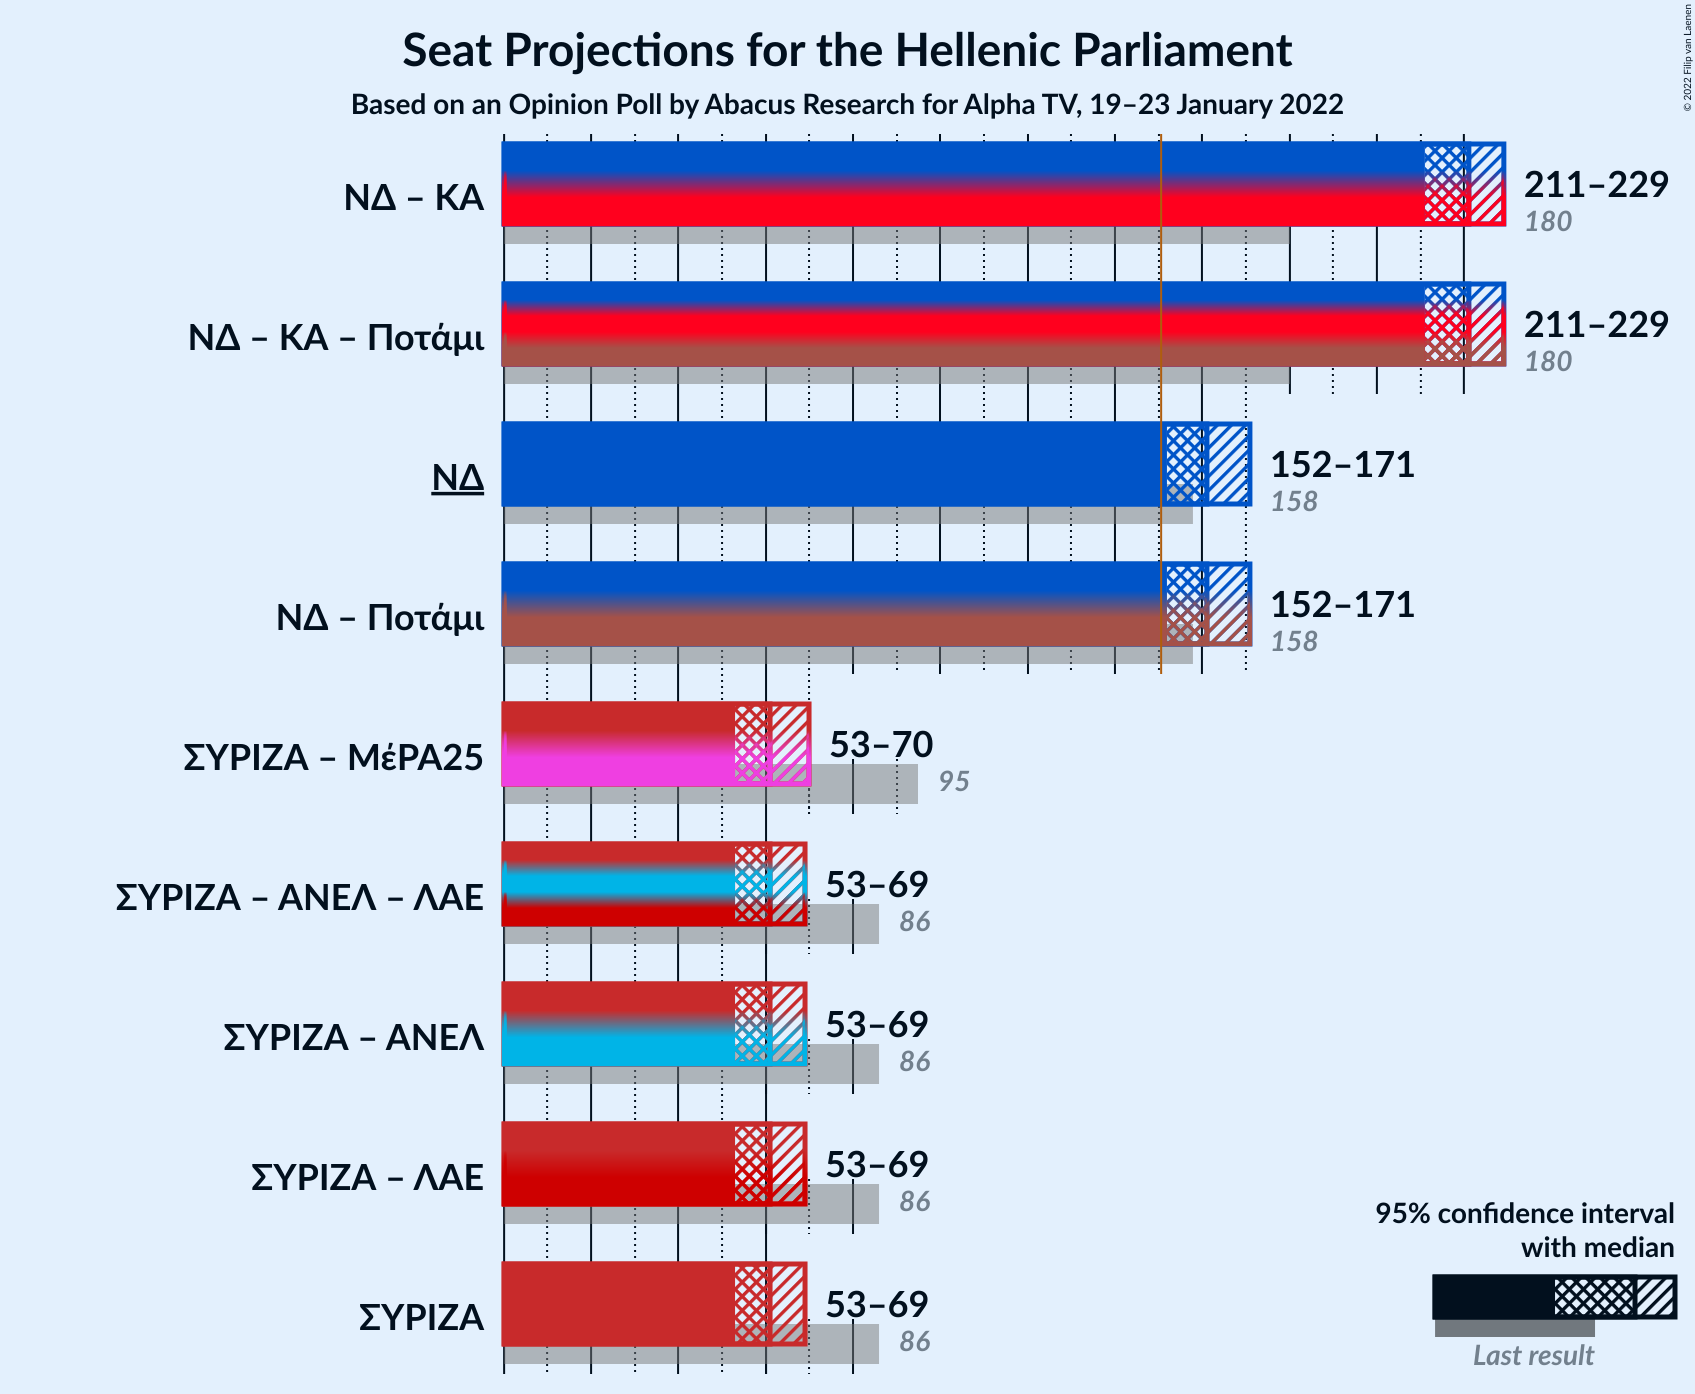 Seat Projections for the Hellenic Parliament
Based on an Opinion Poll by Abacus Research for Alpha TV, 19–23 January 2022
© 2022 Filip van Laenen
ΝΔ – ΚΑ
211–229
180
ΝΔ – ΚΑ – Ποτάμι
211–229
180
ΝΔ
152–171
158
ΝΔ – Ποτάμι
152–171
158
ΣΥΡΙΖΑ – ΜέΡΑ25
53–70
95
ΣΥΡΙΖΑ – ΑΝΕΛ – ΛΑΕ
53–69
86
ΣΥΡΙΖΑ – ΑΝΕΛ
53–69
86
ΣΥΡΙΖΑ – ΛΑΕ
53–69
86
ΣΥΡΙΖΑ
53–69
86
95% confidence interval
with median
Last result